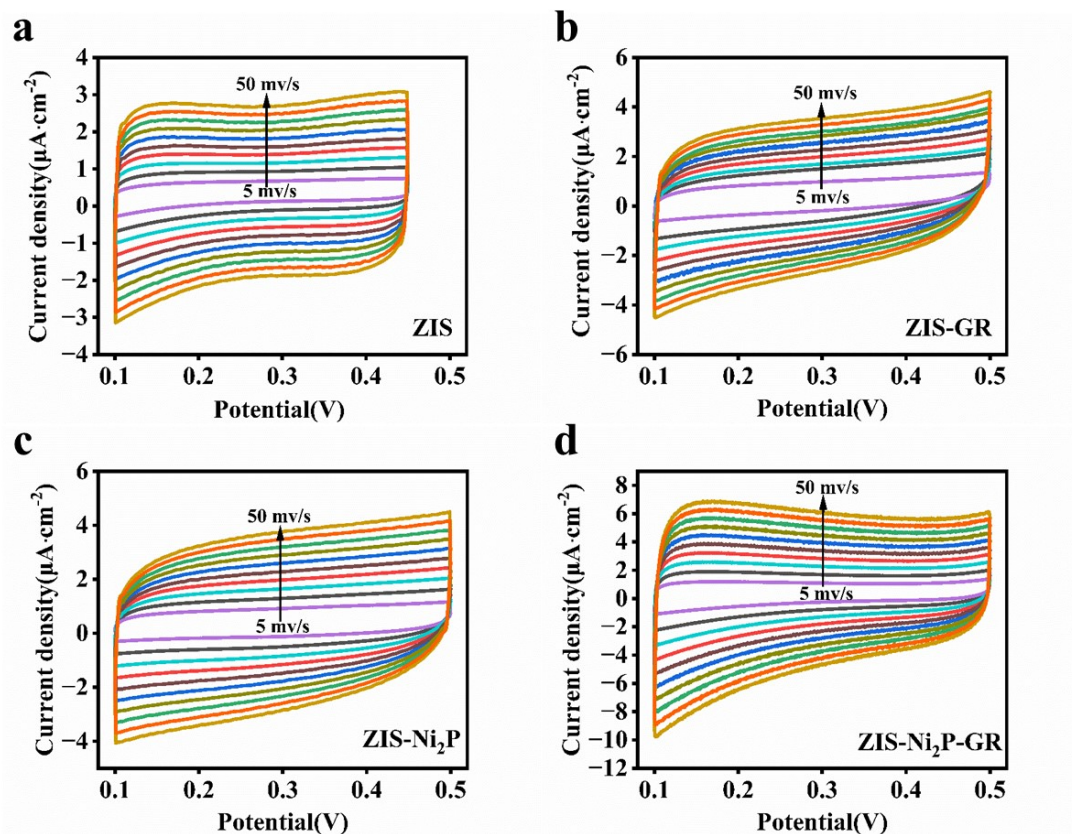 a
4
3
2
1
0
−1
−2
−3
−4
0.1 0.2 0.3 0.4 0.5
Current density(μA·cm⁻²)
Potential(V)
50 mv/s
5 mv/s
ZIS
b
6
4
2
0
−2
−4
−6
0.1 0.2 0.3 0.4 0.5
Current density(μA·cm⁻²)
Potential(V)
50 mv/s
5 mv/s
ZIS-GR
c
6
4
2
0
−2
−4
0.1 0.2 0.3 0.4 0.5
Current density(μA·cm⁻²)
Potential(V)
50 mv/s
5 mv/s
ZIS-Ni₂P
d
8
6
4
2
0
−2
−4
−6
−8
−10
−12
0.1 0.2 0.3 0.4 0.5
Current density(μA·cm⁻²)
Potential(V)
50 mv/s
5 mv/s
ZIS-Ni₂P-GR